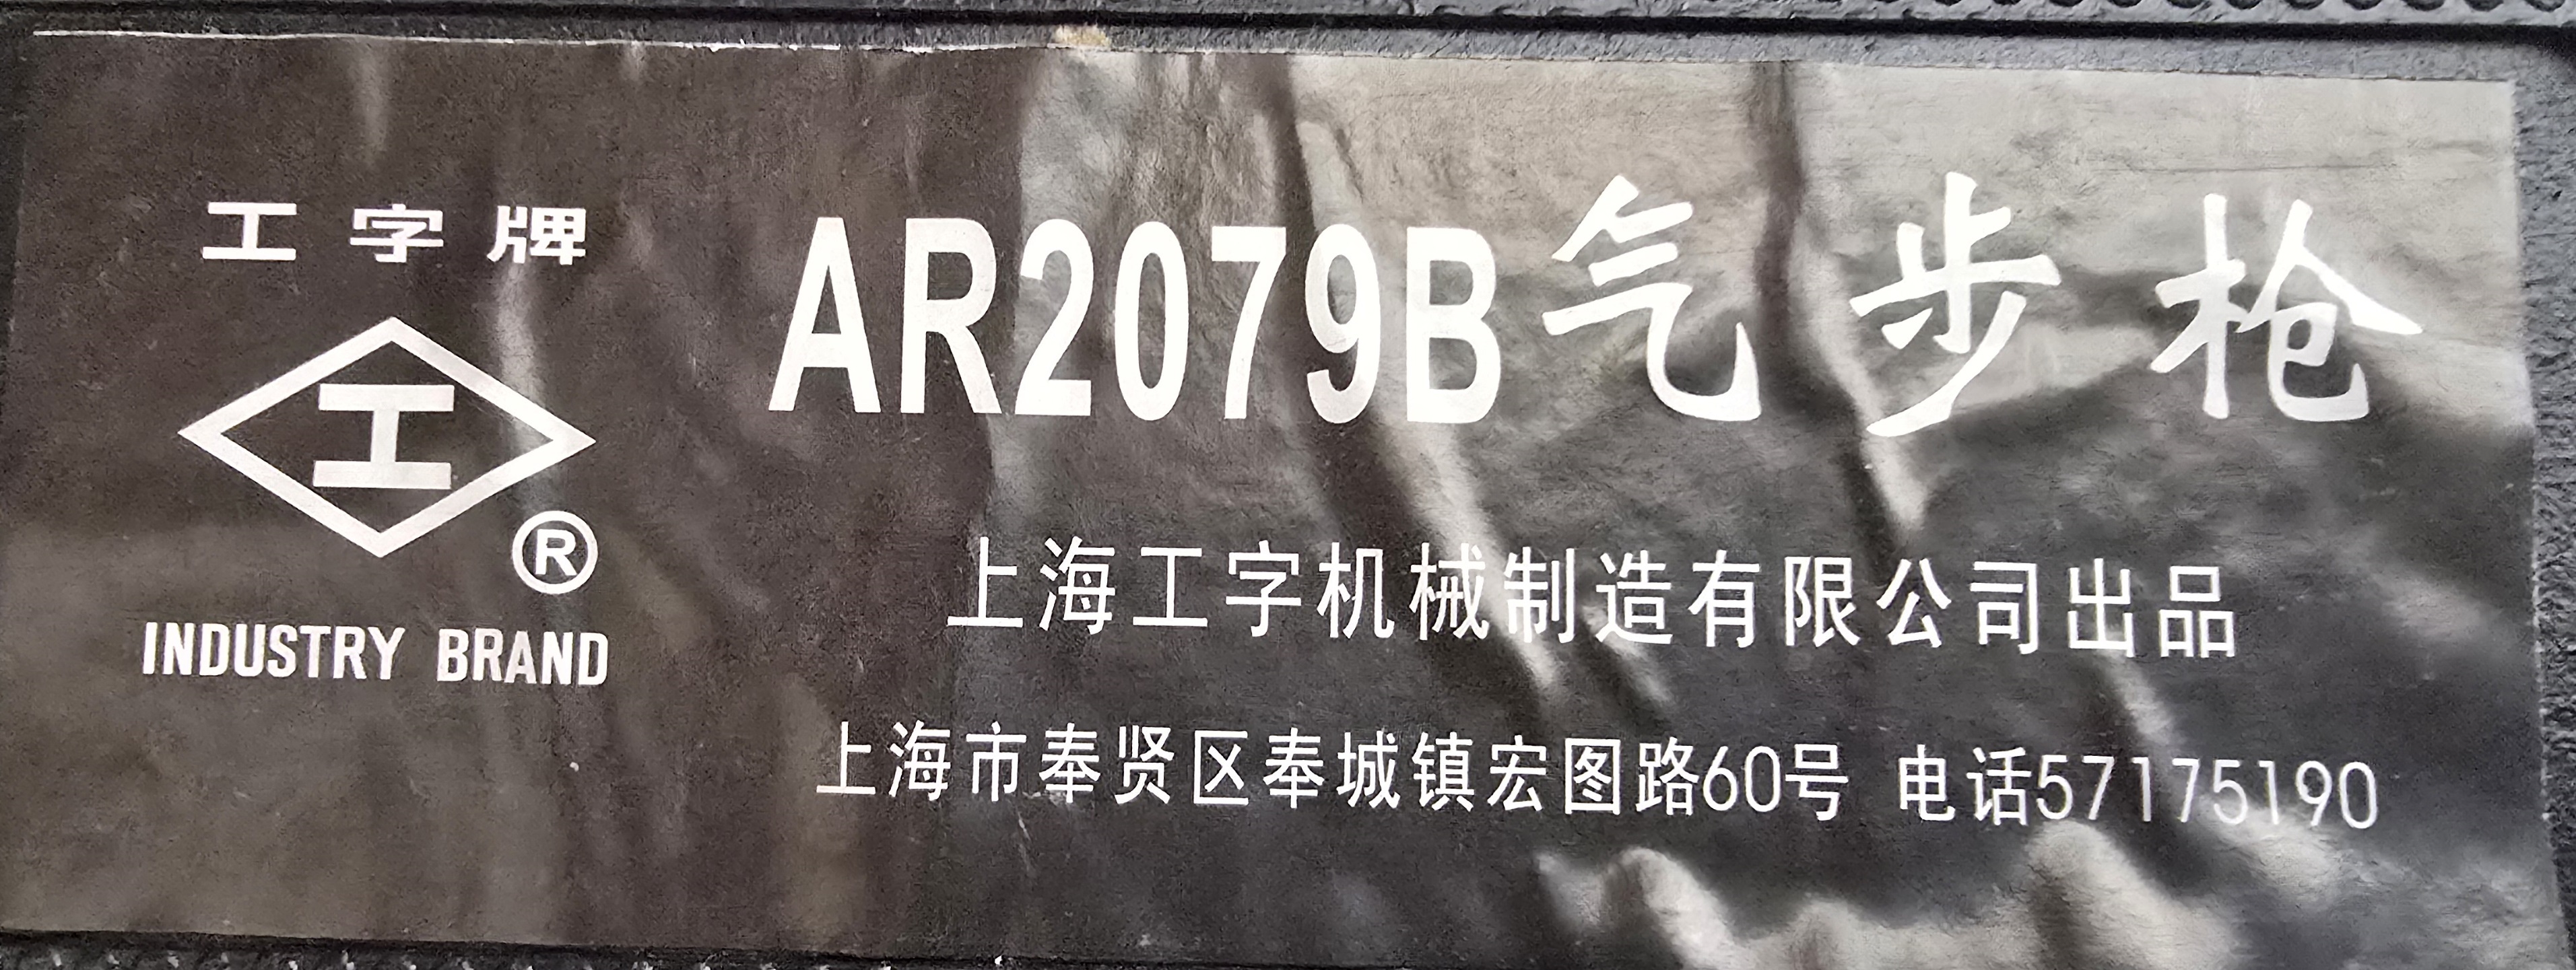 工字牌
工
®
INDUSTRY BRAND
AR2079B气步枪
上海工字机械制造有限公司出品
上海市奉贤区奉城镇宏图路60号 电话57175190